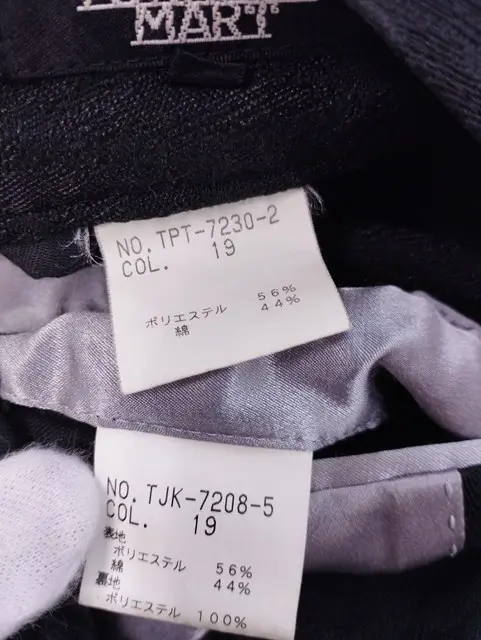 MART
NO. TPT-7230-2
COL. 19
ポリエステル 56%
綿 44%
NO. TJK-7208-5
COL. 19
表地
ポリエステル 56%
綿 44%
裏地
ポリエステル 100%